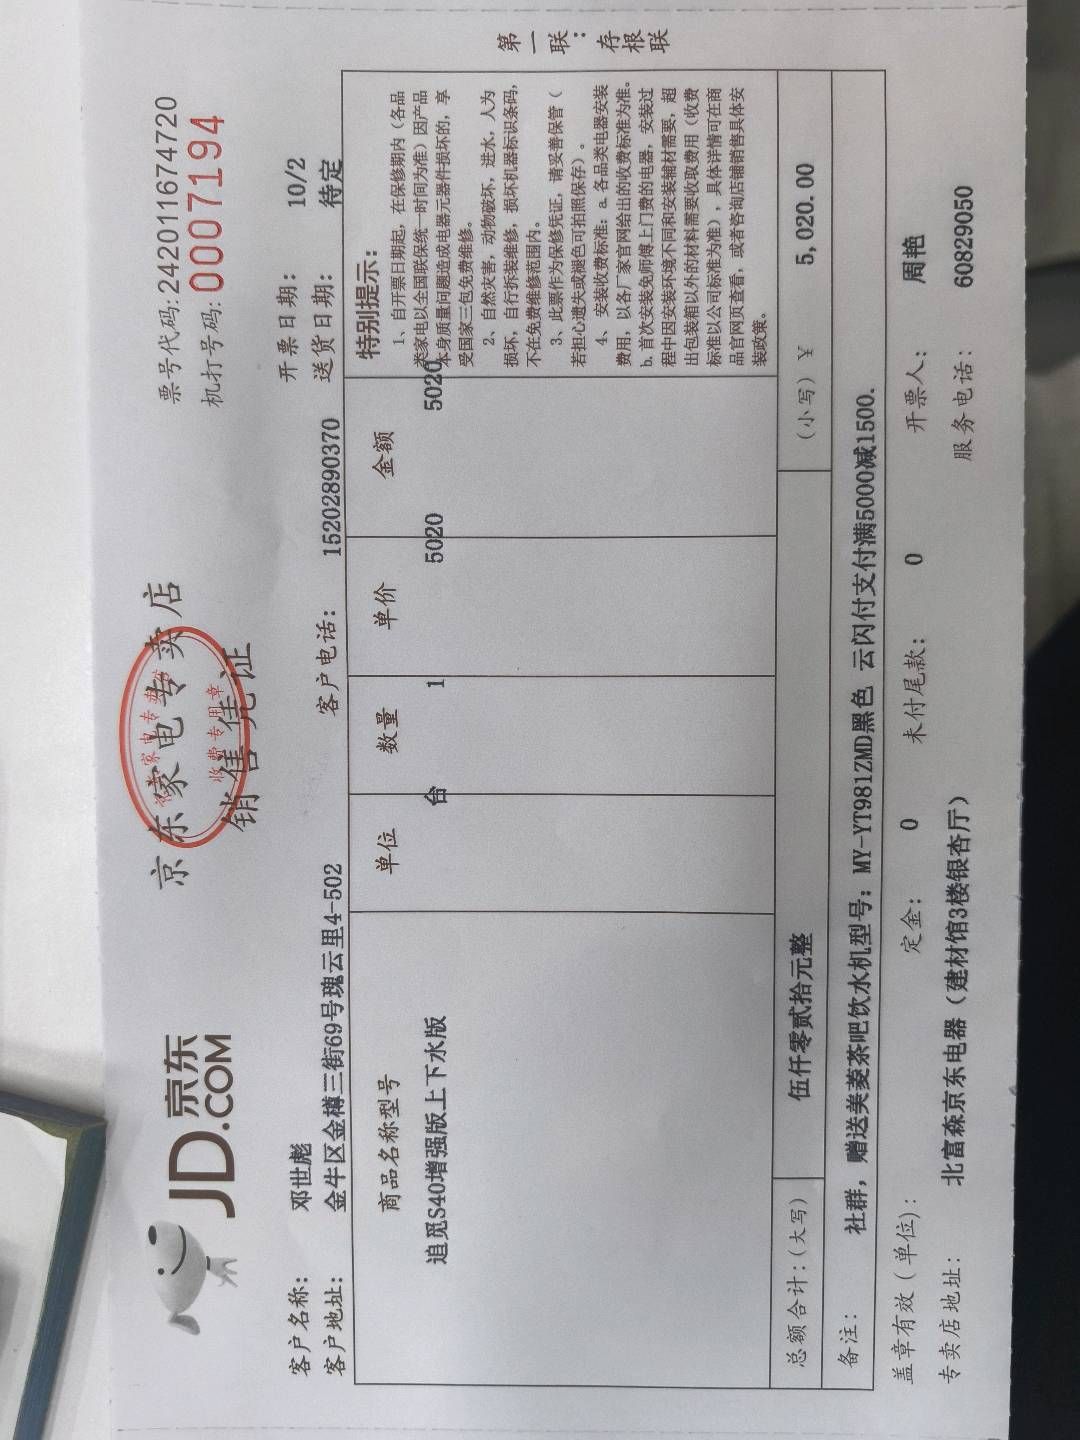 JD 京东
JD.COM
京东家电专卖店
销售凭证
收费专用章
票号代码:242011674720
机打号码:0007194
第一联:存根联
客户名称: 邓世彪
开票日期: 10/2
客户地址: 金牛区金樽三街69号瑰云里4-502
客户电话: 15202890370
送货日期: 待定
商品名称型号 单位 数量 单价 金额
追觅S40增强版上下水版 台 1 5020 5020
特别提示:
1、自开票日期起,在保修期内(各品
类家电以全国联保统一时间为准)因产品
本身质量问题造成电器元器件损坏的,享
受国家三包免费维修。
2、自然灾害,动物破坏,进水,人为
损坏,自行拆装维修,损坏机器标识条码,
不在免费维修范围内。
3、此票作为保修凭证,请妥善保管(
若担心遗失或褪色可拍照保存)。
4、安装收费标准:a.各品类电器安装
费用,以各厂家官网给出的收费标准为准。
b.首次安装免师傅上门费的电器,安装过
程中因安装环境不同和安装辅材需要,超
出包装箱以外的材料需要收取费用(收费
标准以公司标准为准),具体详情可在商
品官网页查看,或者咨询店铺销售具体安
装政策。
总额合计:(大写) 伍仟零贰拾元整 (小写)¥ 5,020.00
备注: 社群,赠送美菱茶吧饮水机型号:MY-YT981ZMD黑色 云闪付支付满5000减1500.
盖章有效(单位): 定金: 0 未付尾款: 0 开票人: 周艳
专卖店地址: 北富森京东电器(建材馆3楼银杏厅) 服务电话: 60829050